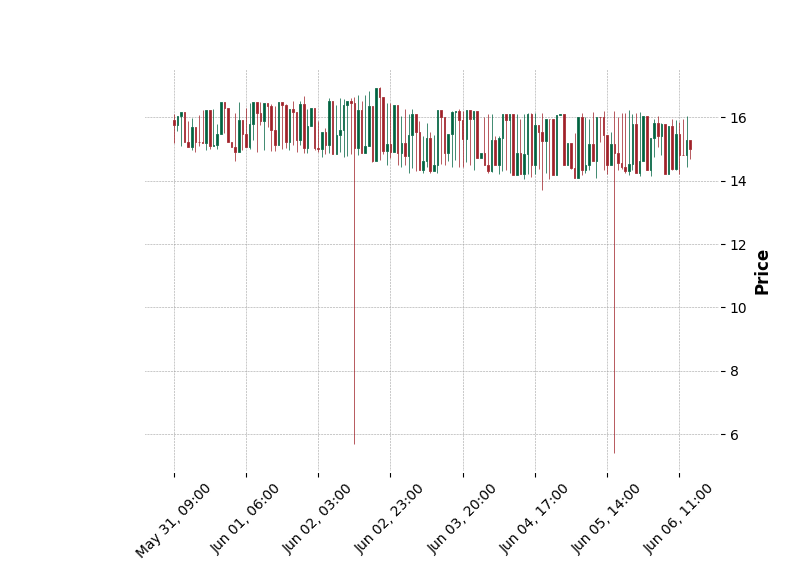 16
14
12
10
8
6
Price
May 31, 09:00
Jun 01, 06:00
Jun 02, 03:00
Jun 02, 23:00
Jun 03, 20:00
Jun 04, 17:00
Jun 05, 14:00
Jun 06, 11:00